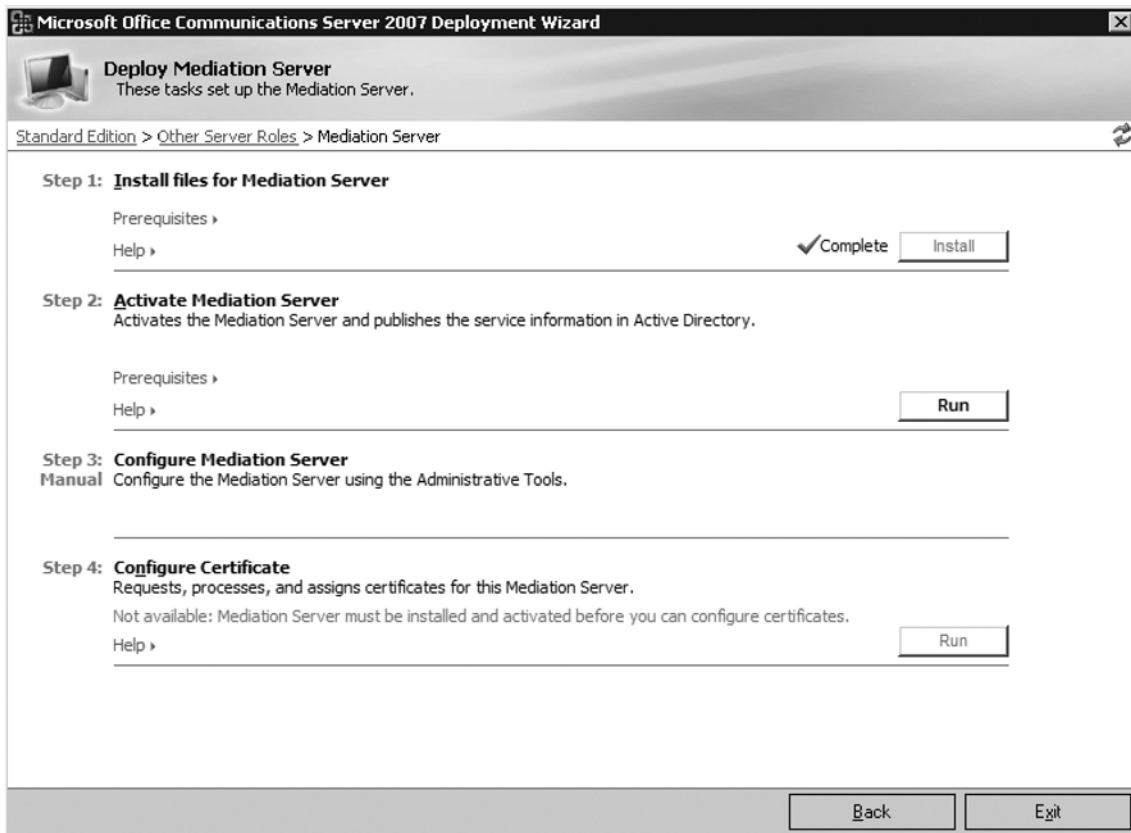 Microsoft Office Communications Server 2007 Deployment Wizard
Deploy Mediation Server
These tasks set up the Mediation Server.
Standard Edition > Other Server Roles > Mediation Server
Step 1: Install files for Mediation Server
Prerequisites
Help
Complete Install
Step 2: Activate Mediation Server
Activates the Mediation Server and publishes the service information in Active Directory.
Prerequisites
Help
Run
Step 3: Configure Mediation Server
Manual Configure the Mediation Server using the Administrative Tools.
Step 4: Configure Certificate
Requests, processes, and assigns certificates for this Mediation Server.
Not available: Mediation Server must be installed and activated before you can configure certificates.
Help
Run
Back Exit